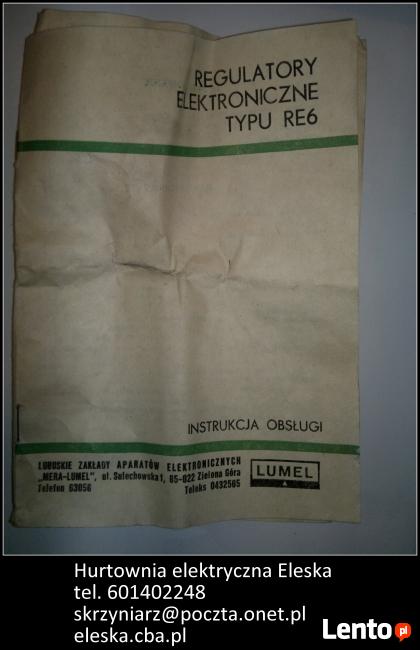 REGULATORY
ELEKTRONICZNE
TYPU RE6
INSTRUKCJA OBSŁUGI
LUBUSKIE ZAKŁADY APARATÓW ELEKTRONICZNYCH
„MERA-LUMEL", ul. Sulechowska 1, 65-022 Zielona Góra
Telefon 63056 Teleks 0432565
LUMEL
Hurtownia elektryczna Eleska
tel. 601402248
skrzyniarz@poczta.onet.pl
eleska.cba.pl
Lento.pl